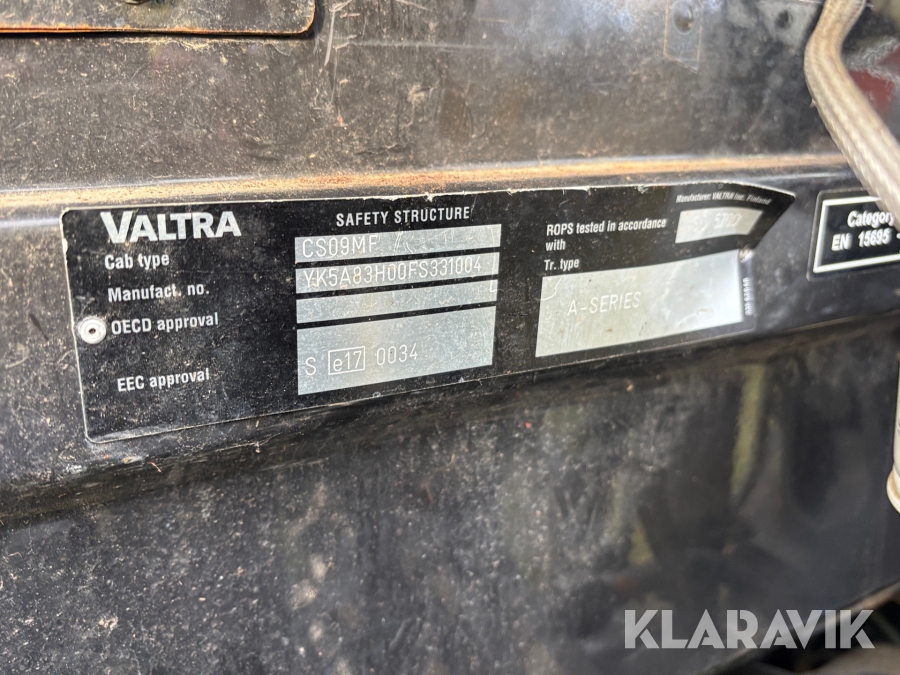 VALTRA
SAFETY STRUCTURE
Cab type CS09MF
Manufact. no. YK5A83H00FS331004
OECD approval
EEC approval S e17 0034
Manufacturer: VALTRA Inc. Finland
ROPS tested in accordance
with
Tr. type
A-SERIES
Category
EN 15695 -
KLARAVIK